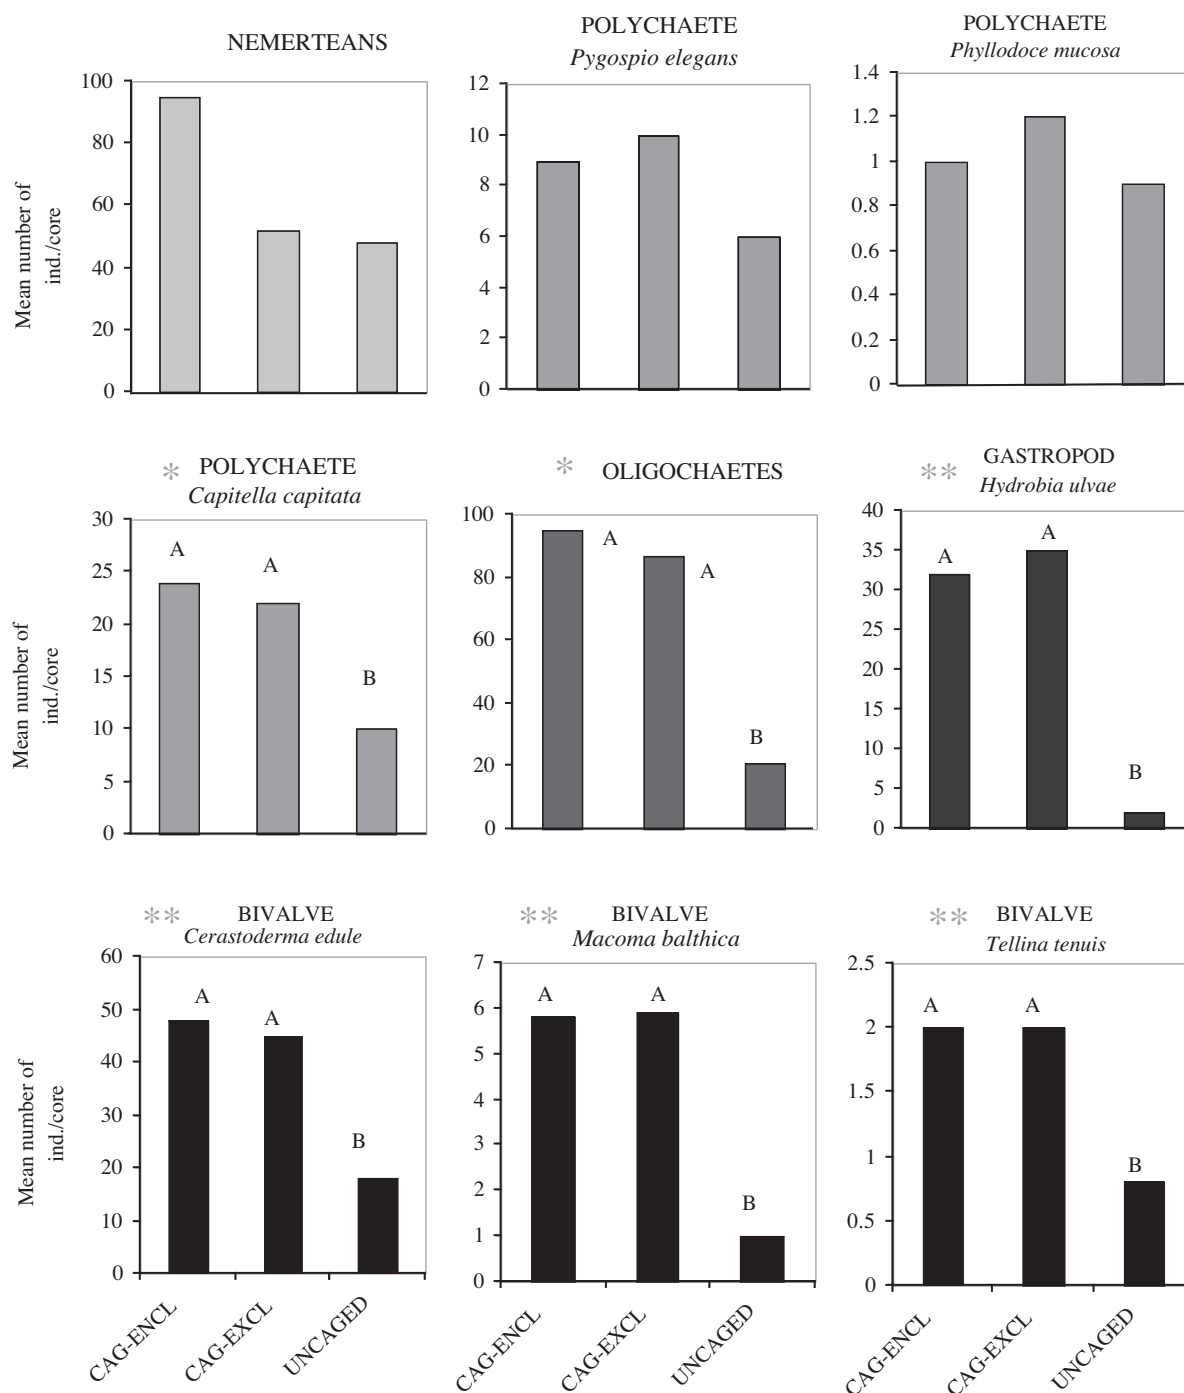 NEMERTEANS
POLYCHAETE
Pygospio elegans
POLYCHAETE
Phyllodoce mucosa
Mean number of
ind./core
100
80
60
40
20
0
12
10
8
6
4
2
0
1.4
1.2
1
0.8
0.6
0.4
0.2
0
* POLYCHAETE
Capitella capitata
* OLIGOCHAETES
** GASTROPOD
Hydrobia ulvae
Mean number of
ind./core
30
25
20
15
10
5
0
A
A
B
100
80
60
40
20
0
A
A
B
40
35
30
25
20
15
10
5
0
A
A
B
** BIVALVE
Cerastoderma edule
** BIVALVE
Macoma balthica
** BIVALVE
Tellina tenuis
Mean number of
ind./core
60
50
40
30
20
10
0
A
A
B
7
6
5
4
3
2
1
0
A
A
B
2.5
2
1.5
1
0.5
0
A
A
B
CAG-ENCL
CAG-EXCL
UNCAGED
CAG-ENCL
CAG-EXCL
UNCAGED
CAG-ENCL
CAG-EXCL
UNCAGED